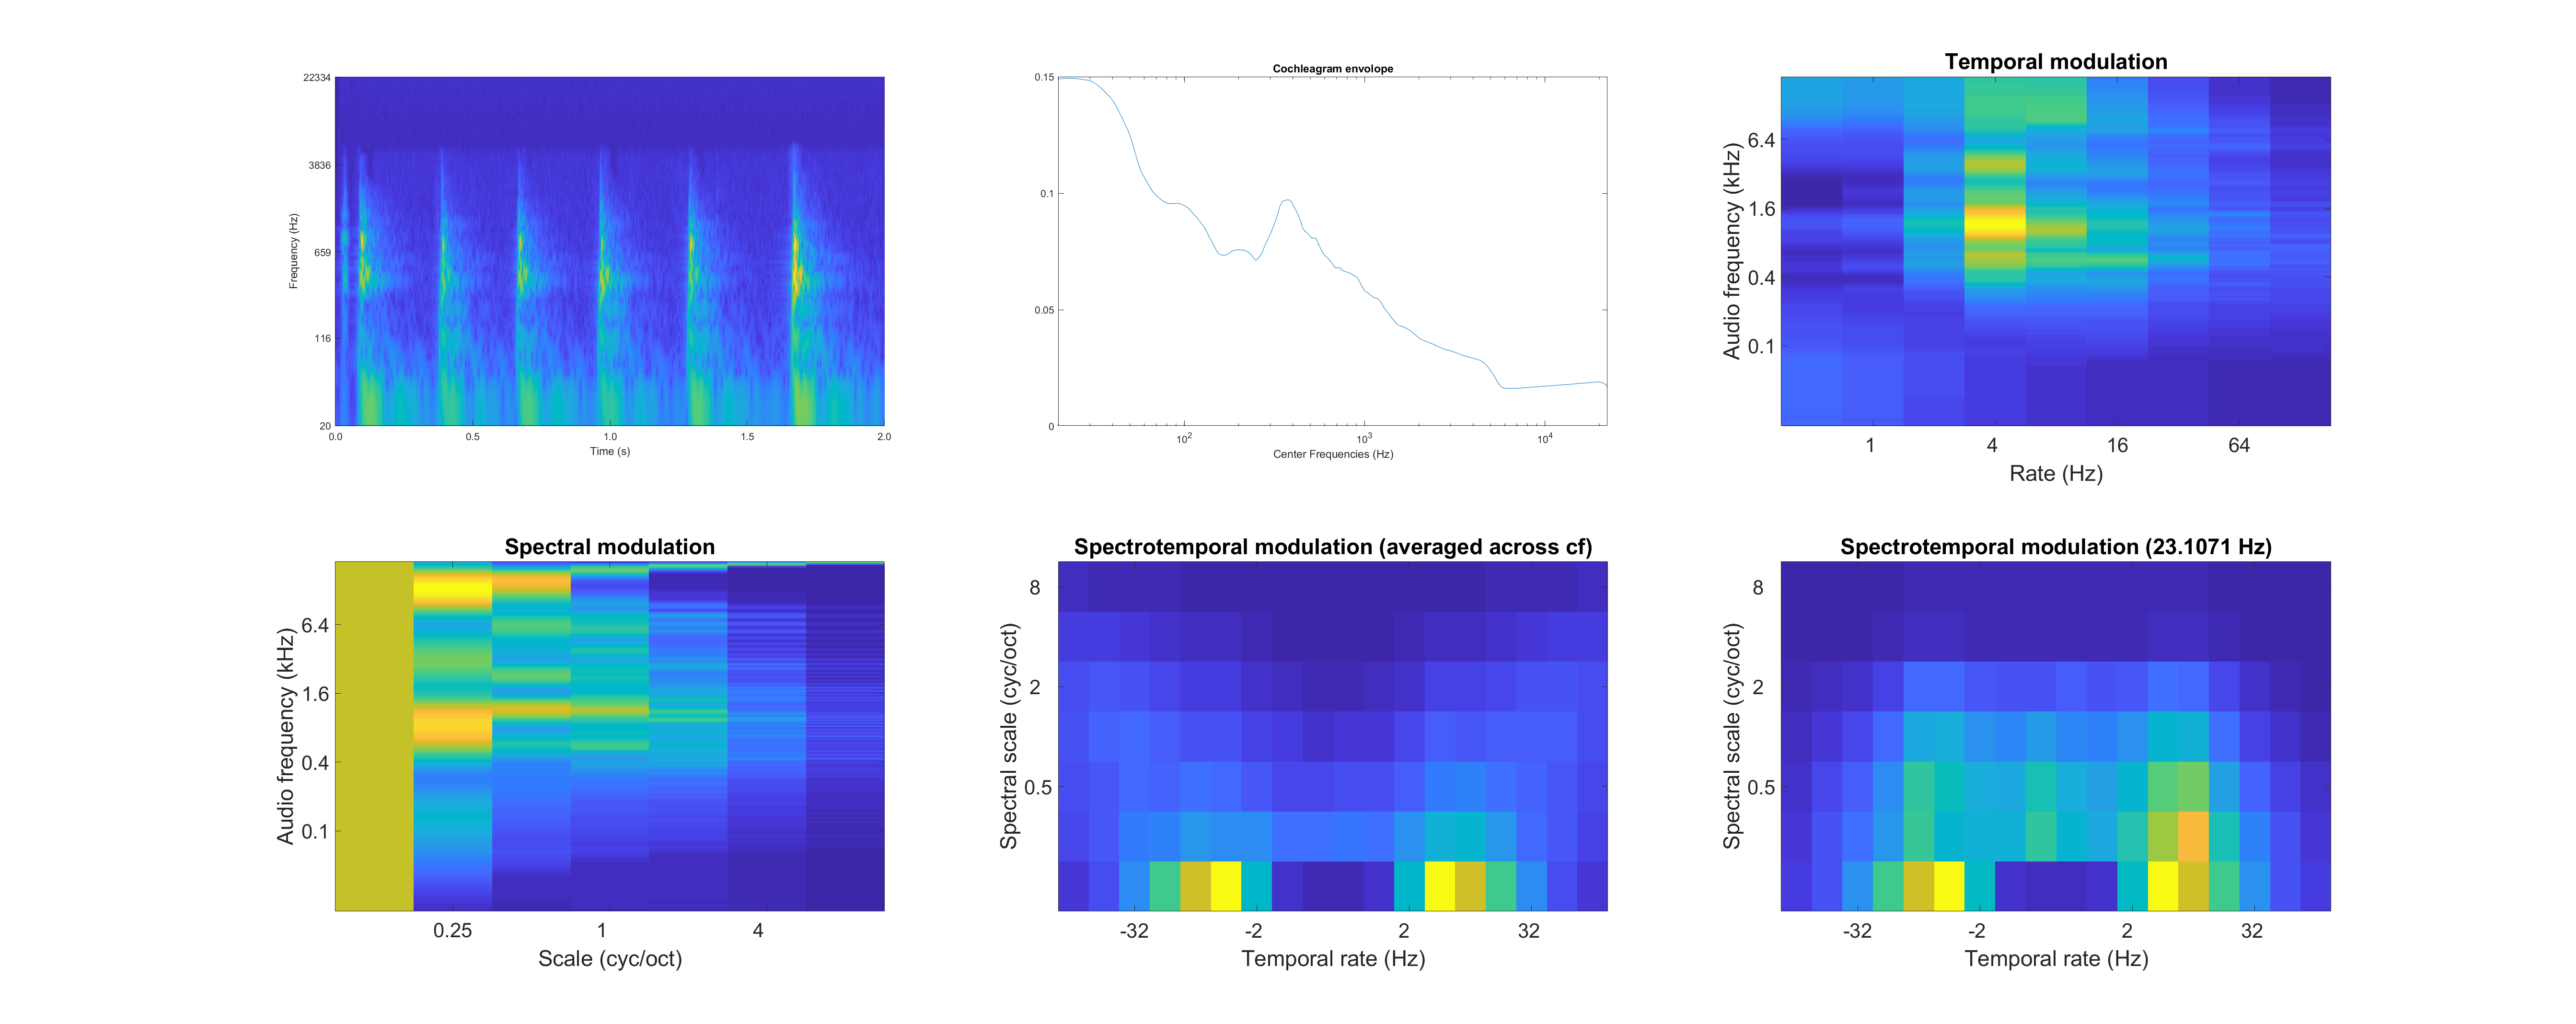 22334
3836
659
116
20
0.0 0.5 1.0 1.5 2.0
Frequency (Hz)
Time (s)
Cochleagram envolope
0.15
0.1
0.05
0
10² 10³ 10⁴
Center Frequencies (Hz)
Temporal modulation
6.4
1.6
0.4
0.1
1 4 16 64
Audio frequency (kHz)
Rate (Hz)
Spectral modulation
6.4
1.6
0.4
0.1
0.25 1 4
Audio frequency (kHz)
Scale (cyc/oct)
Spectrotemporal modulation (averaged across cf)
8
2
0.5
-32 -2 2 32
Spectral scale (cyc/oct)
Temporal rate (Hz)
Spectrotemporal modulation (23.1071 Hz)
8
2
0.5
-32 -2 2 32
Spectral scale (cyc/oct)
Temporal rate (Hz)